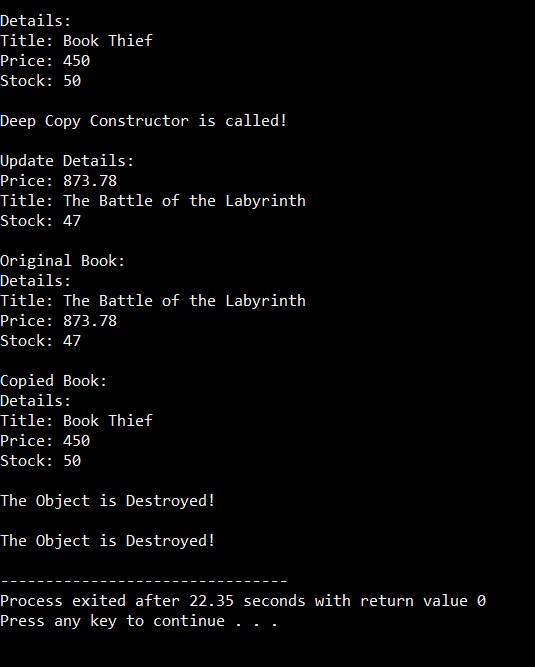 Details:
Title: Book Thief
Price: 450
Stock: 50
Deep Copy Constructor is called!
Update Details:
Price: 873.78
Title: The Battle of the Labyrinth
Stock: 47
Original Book:
Details:
Title: The Battle of the Labyrinth
Price: 873.78
Stock: 47
Copied Book:
Details:
Title: Book Thief
Price: 450
Stock: 50
The Object is Destroyed!
The Object is Destroyed!
--------------------------------
Process exited after 22.35 seconds with return value 0
Press any key to continue . . .